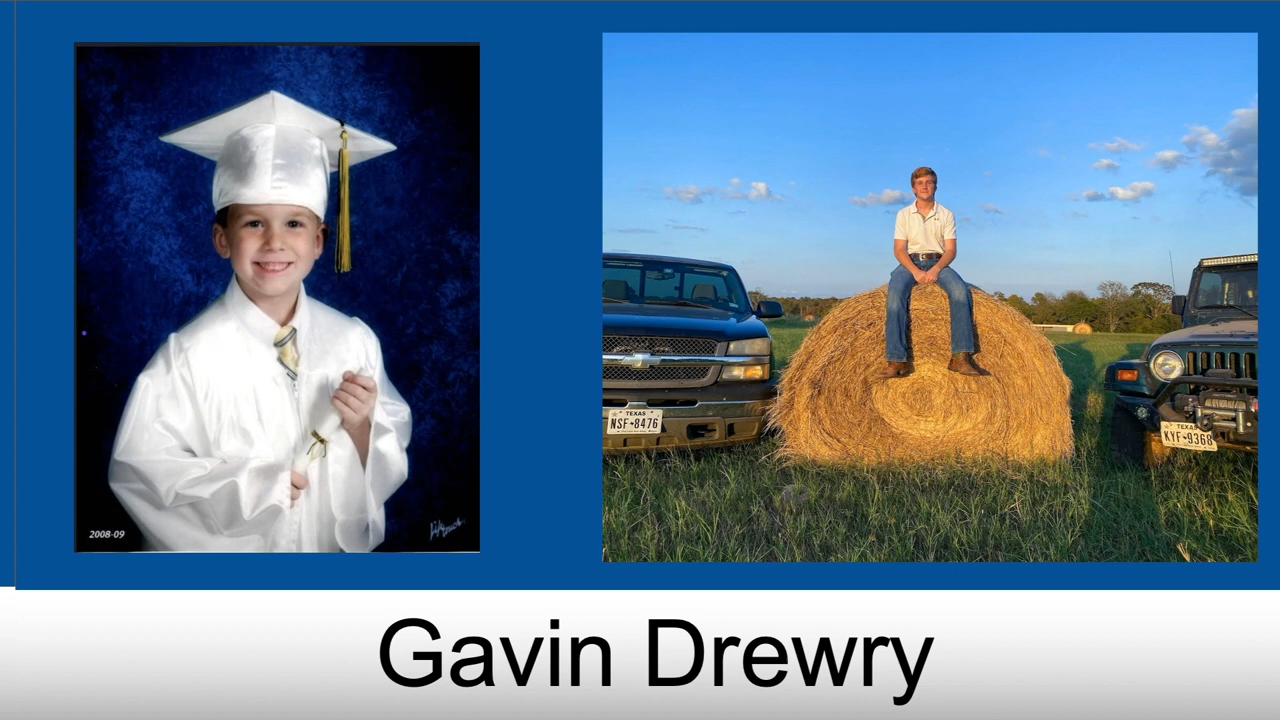 2008-09
TEXAS
NSF★8476
TEXAS
KYF★9368
Gavin Drewry